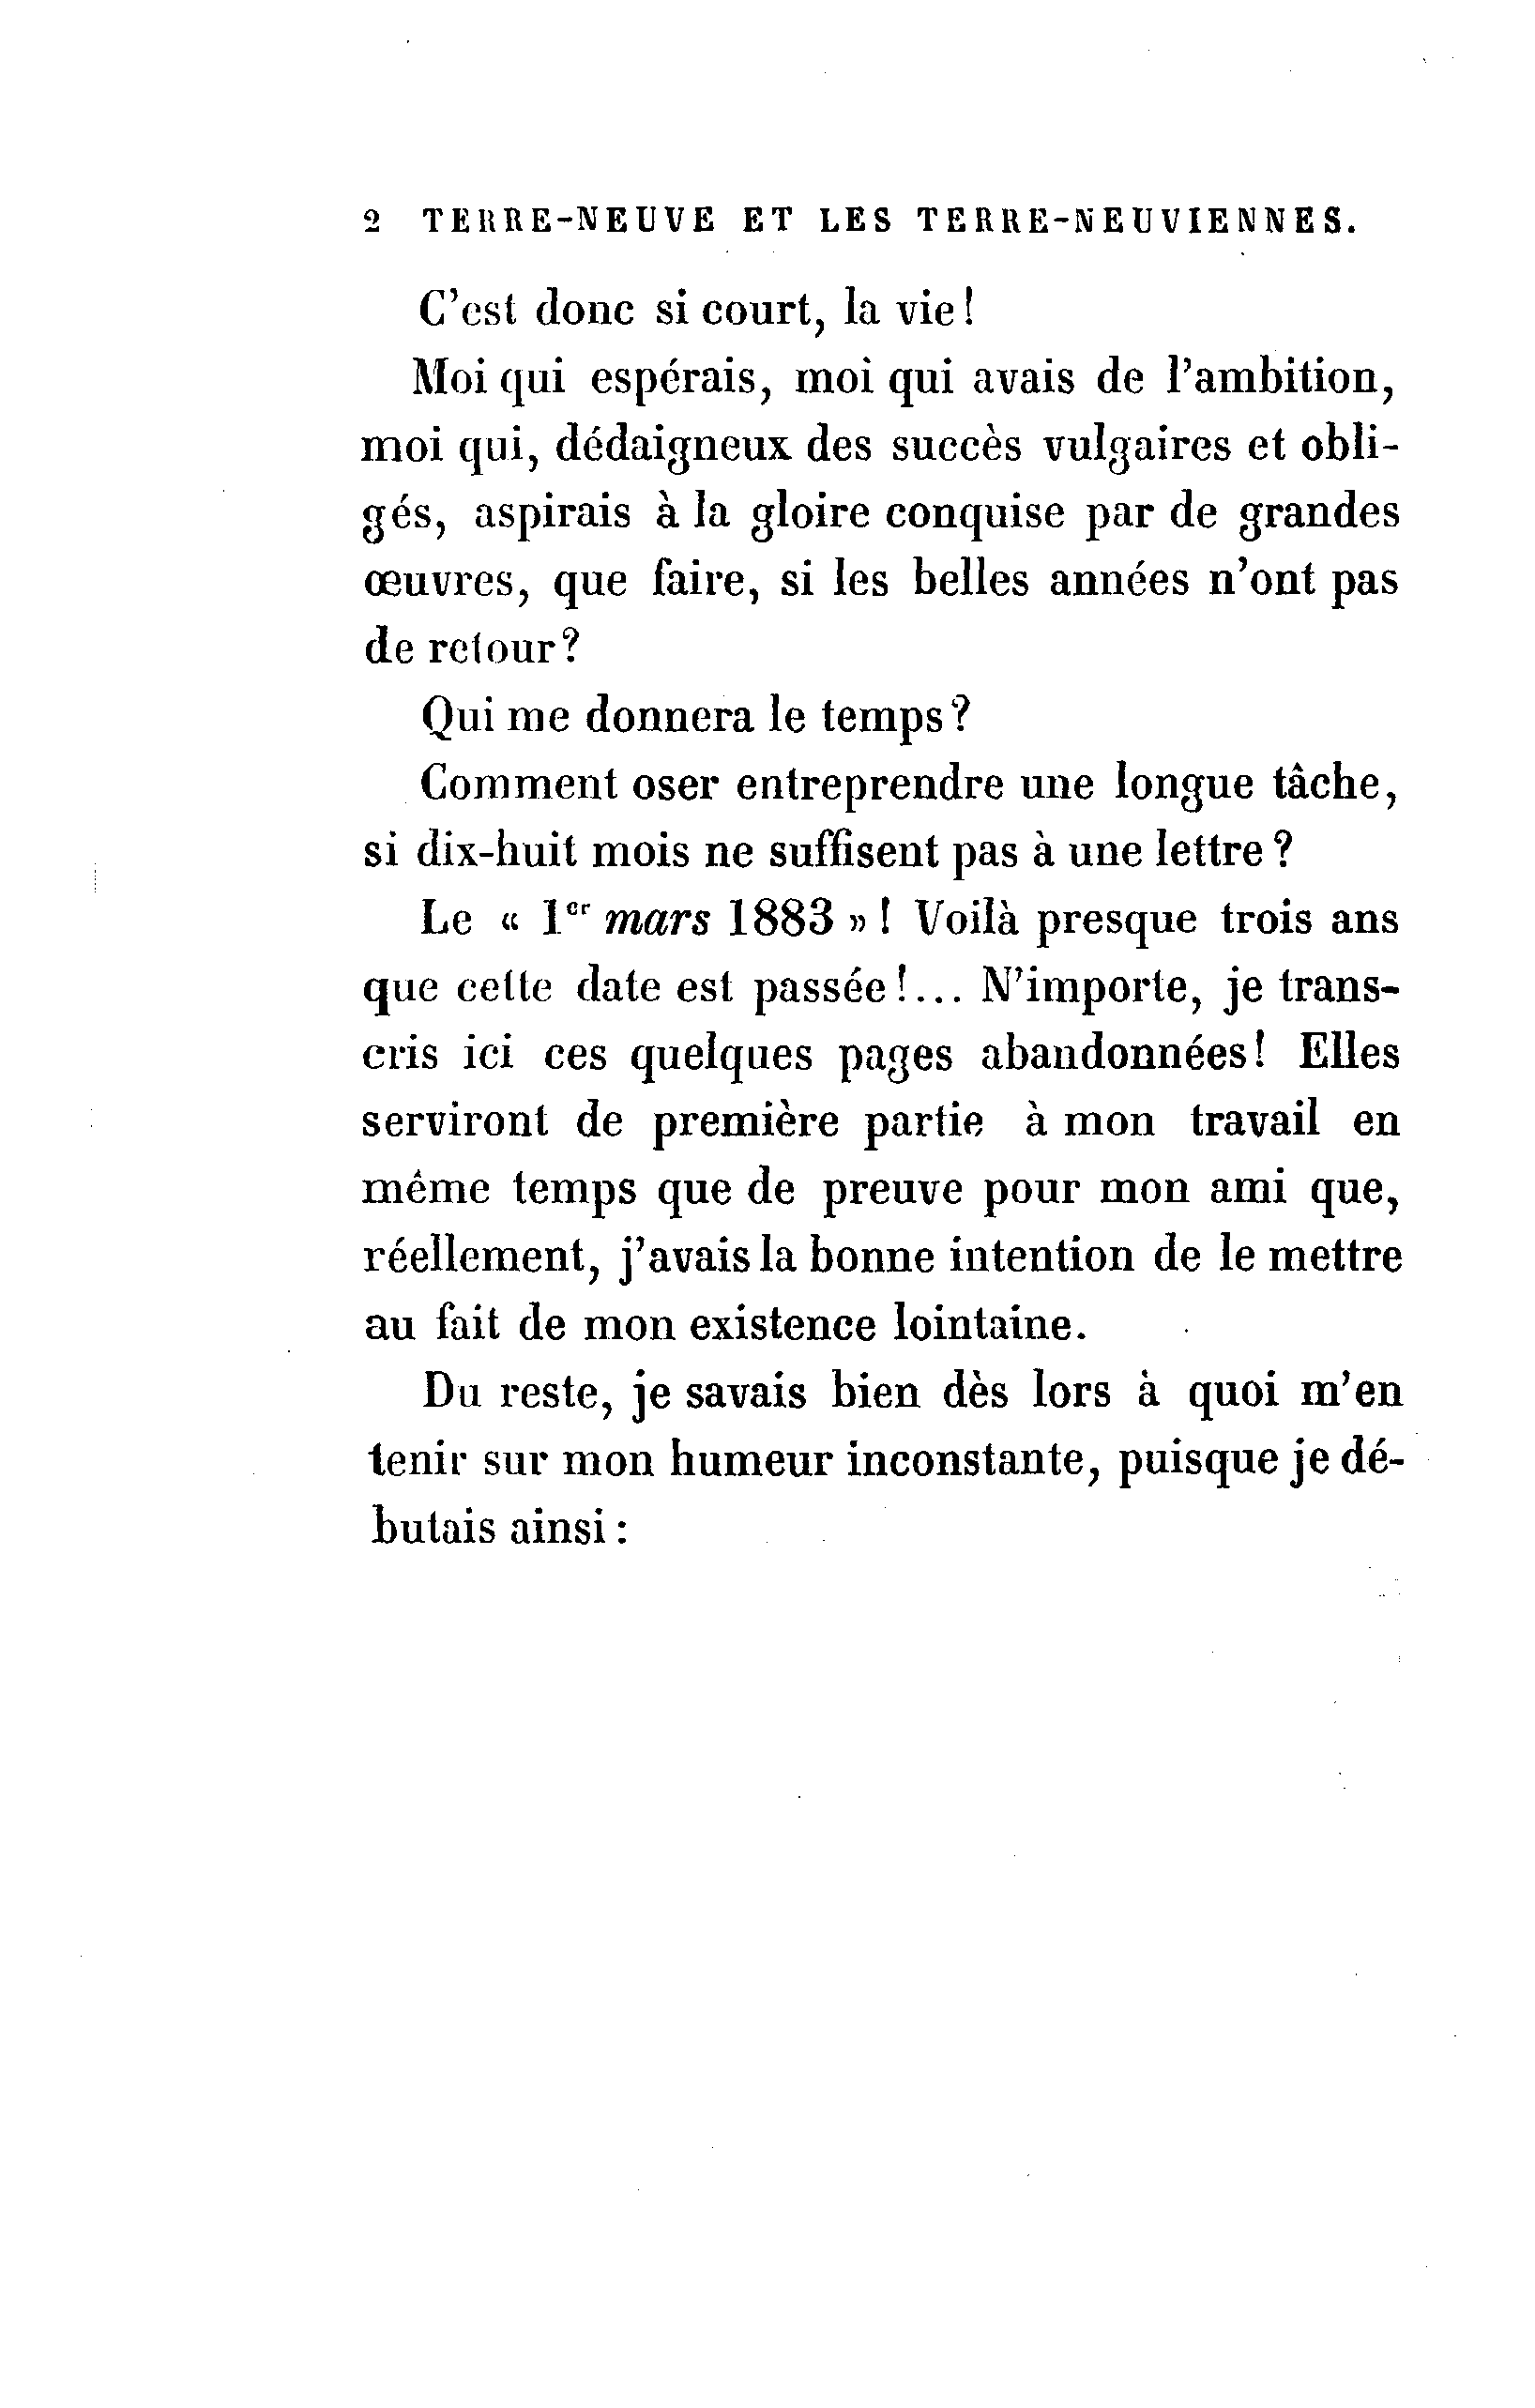 2 TERRE-NEUVE ET LES TERRE-NEUVIENNES.
C'est donc si court, la vie!
Moi qui espérais, moi qui avais de l'ambition,
moi qui, dédaigneux des succès vulgaires et obli-
gés, aspirais à la gloire conquise par de grandes
œuvres, que faire, si les belles années n'ont pas
de retour?
Qui me donnera le temps?
Comment oser entreprendre une longue tâche,
si dix-huit mois ne suffisent pas à une lettre?
Le « 1er mars 1883 »! Voilà presque trois ans
que cette date est passée!... N'importe, je trans-
cris ici ces quelques pages abandonnées! Elles
serviront de première partie à mon travail en
même temps que de preuve pour mon ami que,
réellement, j'avais la bonne intention de le mettre
au fait de mon existence lointaine.
Du reste, je savais bien dès lors à quoi m'en
tenir sur mon humeur inconstante, puisque je dé-
butais ainsi: